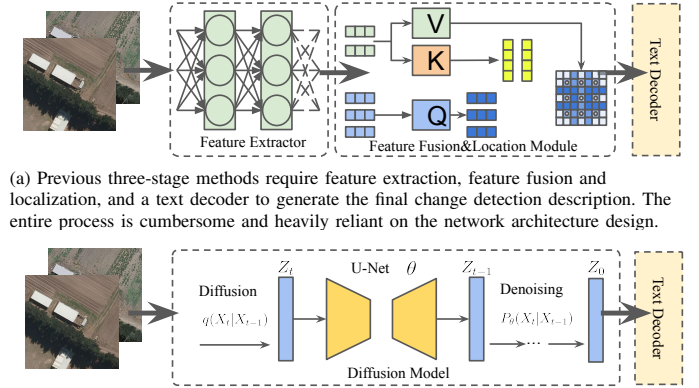 V
K
Q
Feature Extractor
Feature Fusion&Location Module
Text Decoder
(a) Previous three-stage methods require feature extraction, feature fusion and
localization, and a text decoder to generate the final change detection description. The
entire process is cumbersome and heavily reliant on the network architecture design.
Z_t
U-Net θ
Z_{t-1}
Z_0
Diffusion
Denoising
q(X_t|X_{t-1})
P_θ(X_t|X_{t-1})
...
Diffusion Model
Text Decoder